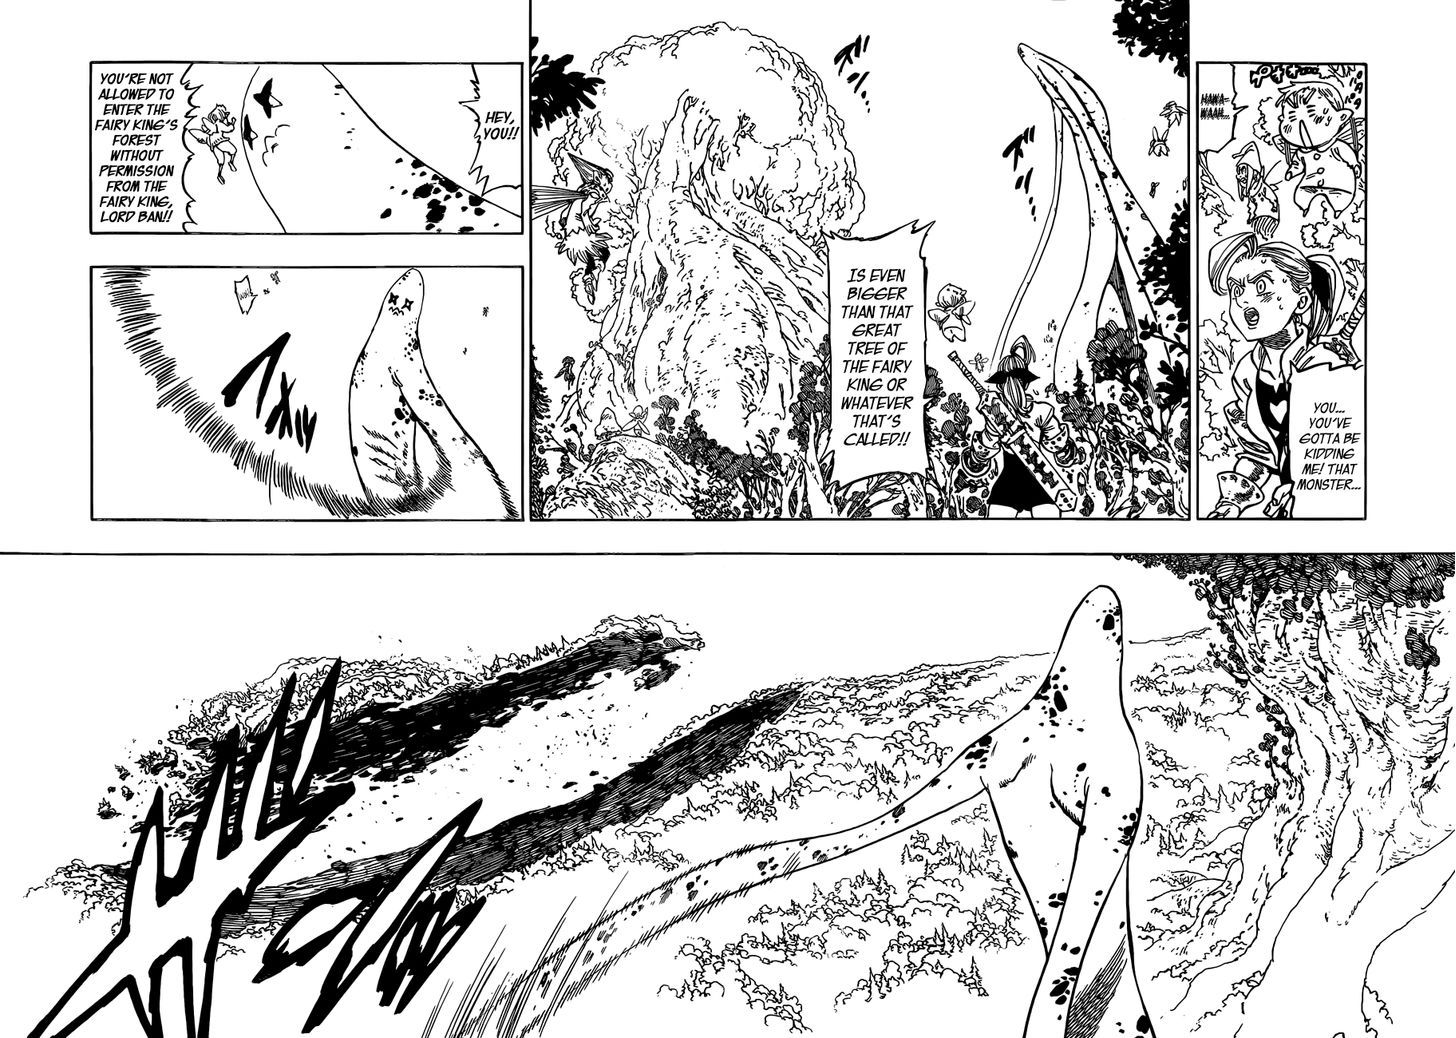 HAWA-
WAAH...
YOU...
YOU'VE
GOTTA BE
KIDDING
ME! THAT
MONSTER...
IS EVEN
BIGGER
THAN THAT
GREAT
TREE OF
THE FAIRY
KING OR
WHATEVER
THAT'S
CALLED!!
HEY,
YOU!!
YOU'RE NOT
ALLOWED TO
ENTER THE
FAIRY KING'S
FOREST
WITHOUT
PERMISSION
FROM THE
FAIRY KING,
LORD BAN!!